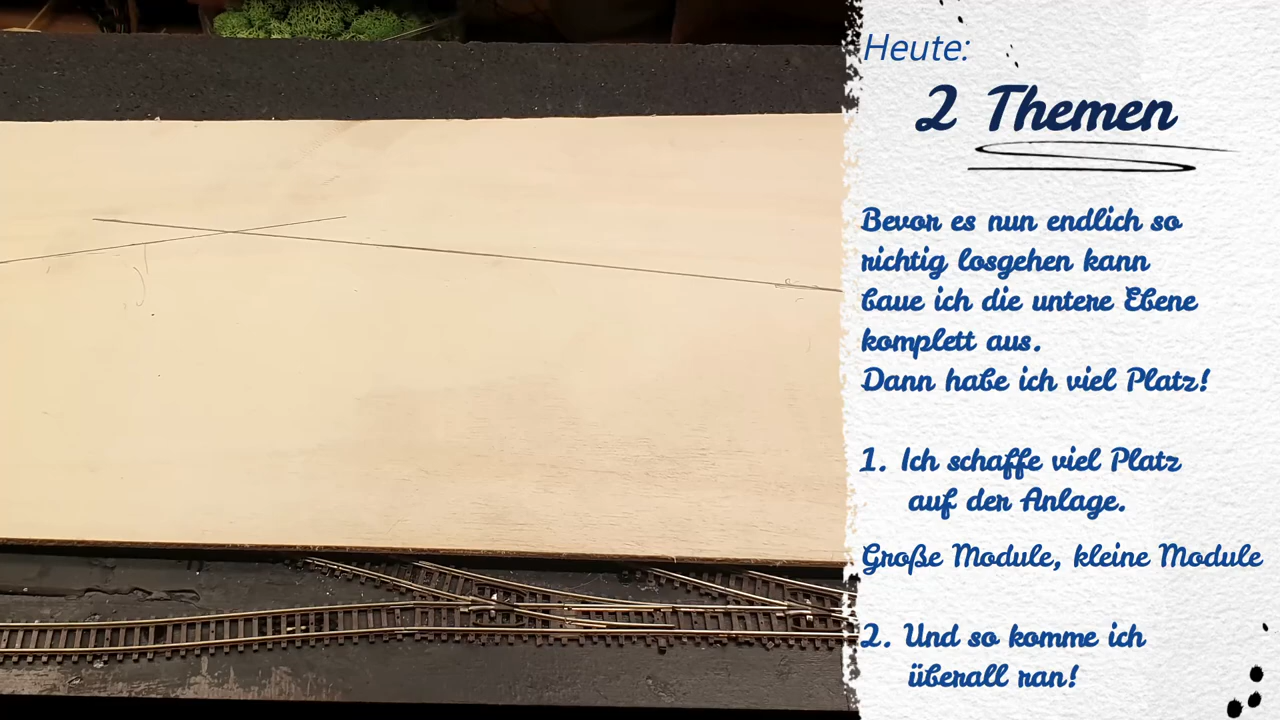 Heute:
2 Themen
Bevor es nun endlich so
richtig losgehen kann
baue ich die untere Ebene
komplett aus.
Dann habe ich viel Platz!
1. Ich schaffe viel Platz
auf der Anlage.
Große Module, kleine Module
2. Und so komme ich
überall ran!